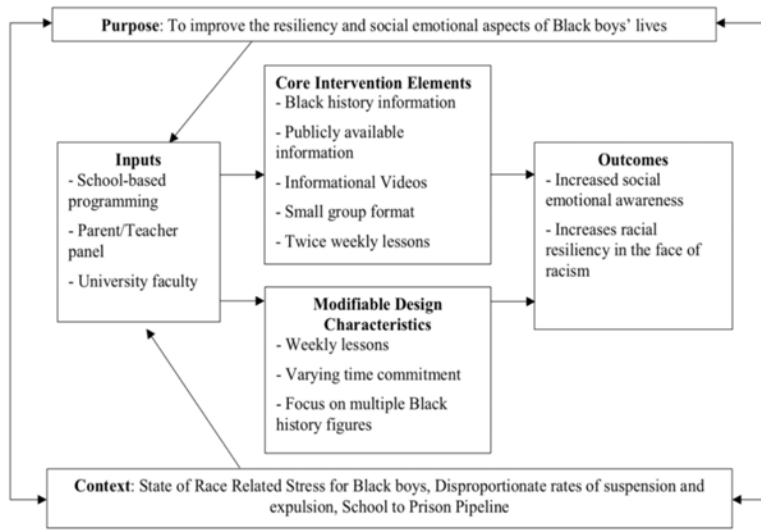 Purpose: To improve the resiliency and social emotional aspects of Black boys' lives
Core Intervention Elements
- Black history information
- Publicly available
information
- Informational Videos
- Small group format
- Twice weekly lessons
Inputs
- School-based
programming
- Parent/Teacher
panel
- University faculty
Outcomes
- Increased social
emotional awareness
- Increases racial
resiliency in the face of
racism
Modifiable Design
Characteristics
- Weekly lessons
- Varying time commitment
- Focus on multiple Black
history figures
Context: State of Race Related Stress for Black boys, Disproportionate rates of suspension and
expulsion, School to Prison Pipeline